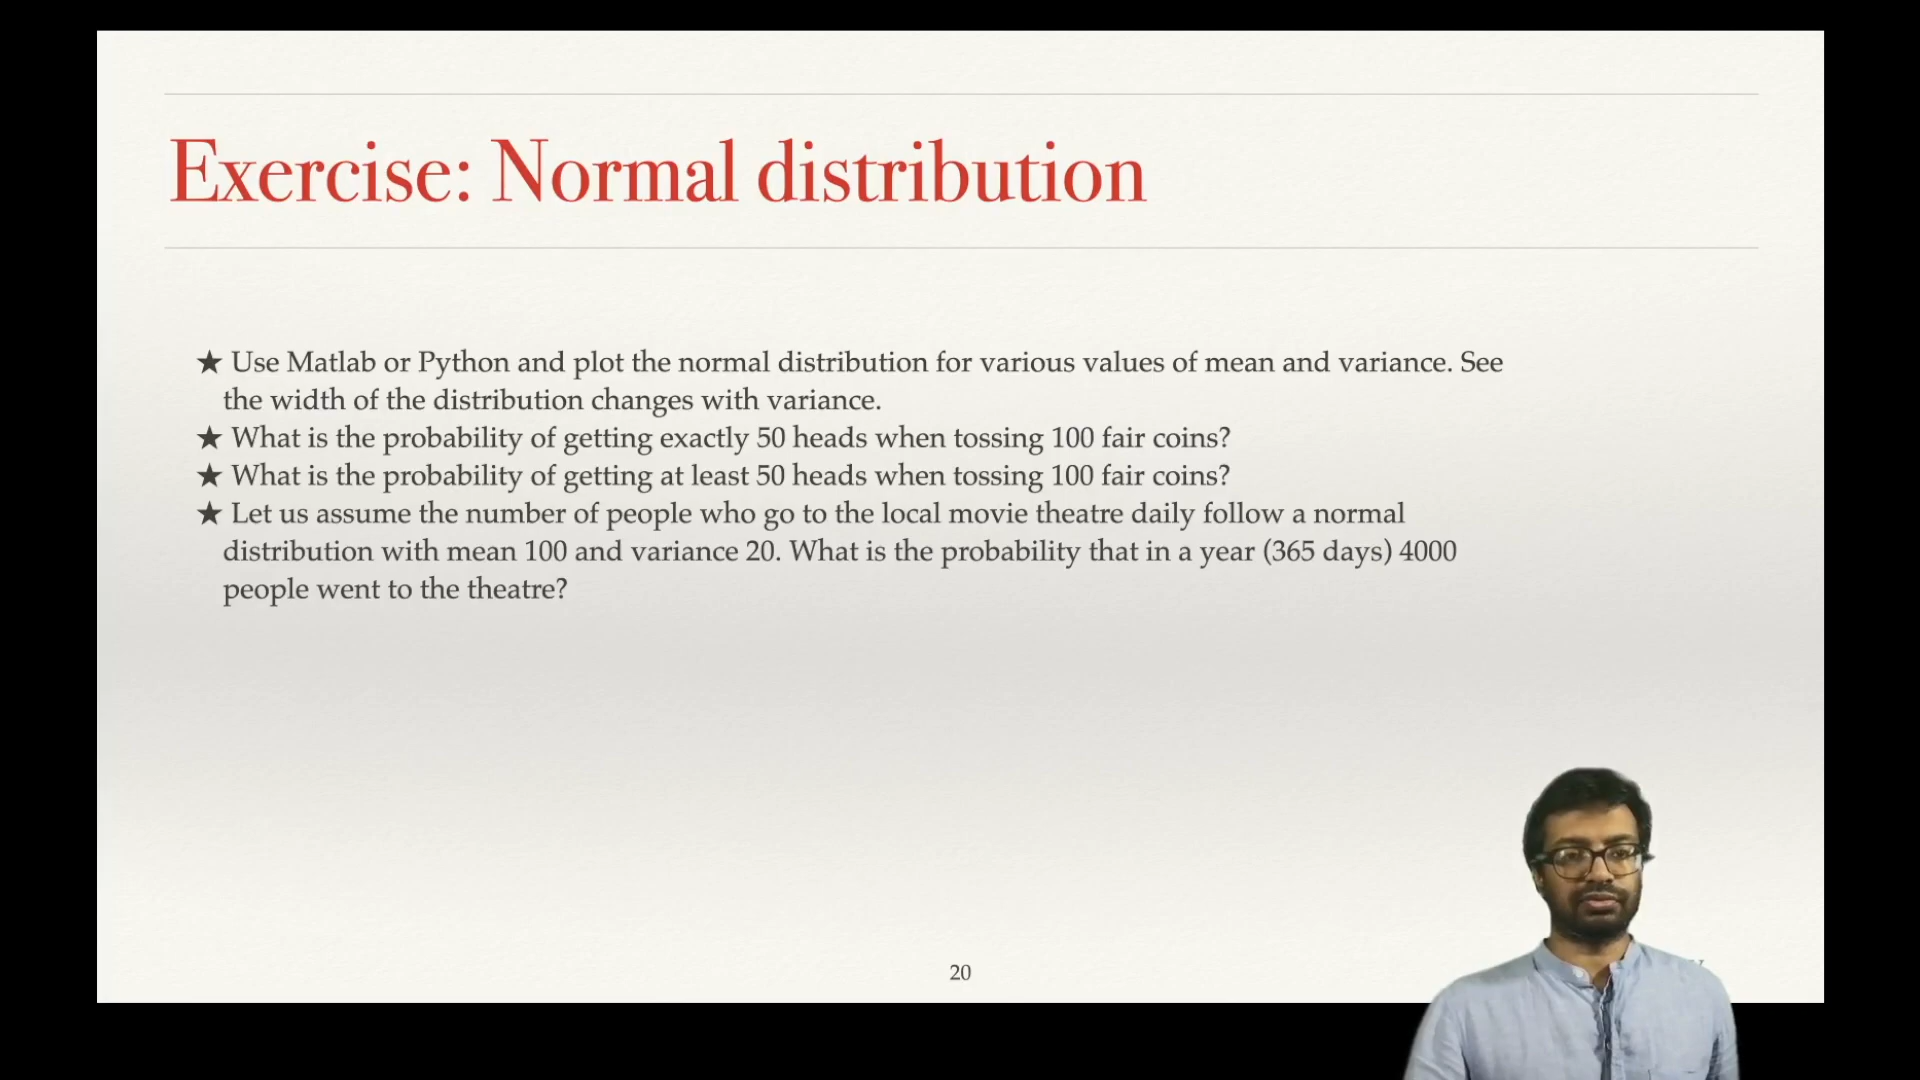 Exercise: Normal distribution
★ Use Matlab or Python and plot the normal distribution for various values of mean and variance. See
the width of the distribution changes with variance.
★ What is the probability of getting exactly 50 heads when tossing 100 fair coins?
★ What is the probability of getting at least 50 heads when tossing 100 fair coins?
★ Let us assume the number of people who go to the local movie theatre daily follow a normal
distribution with mean 100 and variance 20. What is the probability that in a year (365 days) 4000
people went to the theatre?
20